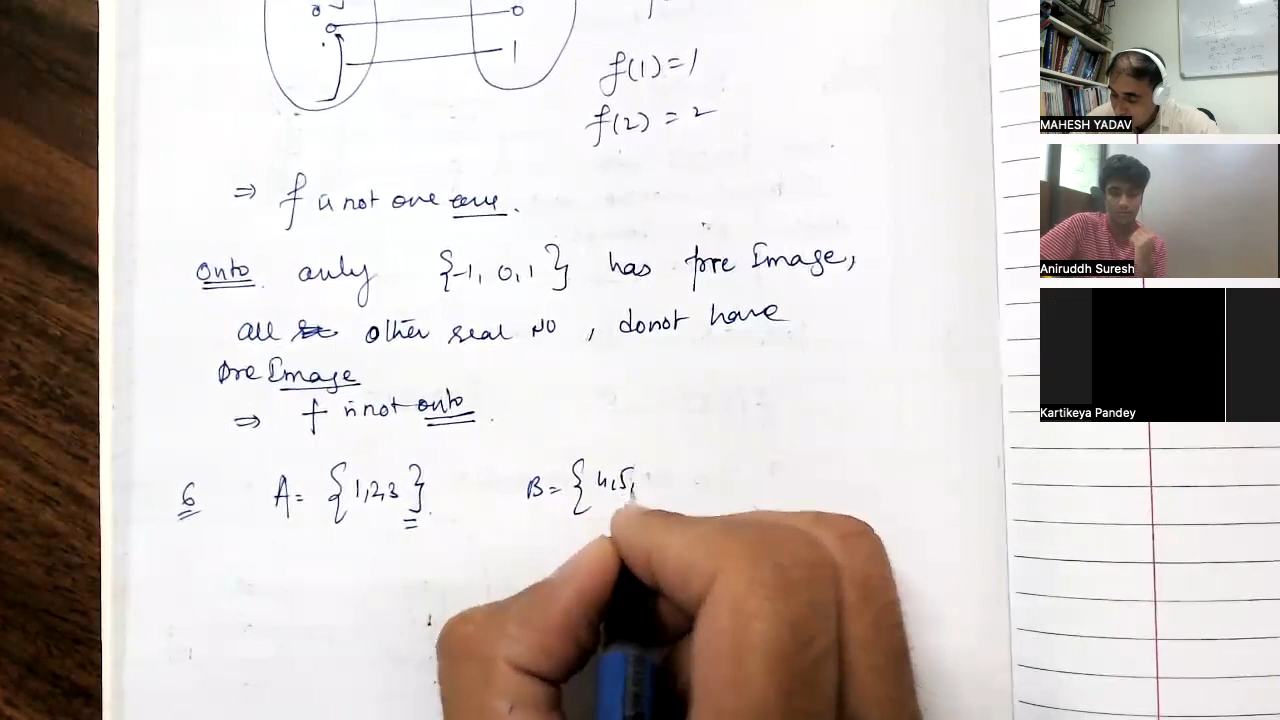 f(1) = 1
f(2) = 2
⇒ f is not one one.
Onto only {-1, 0, 1} has pre Image,
all other real NO, donot have
pre Image
⇒ f is not onto.
6 A = {1,2,3}. B = {4,5,
MAHESH YADAV
Aniruddh Suresh
Kartikeya Pandey